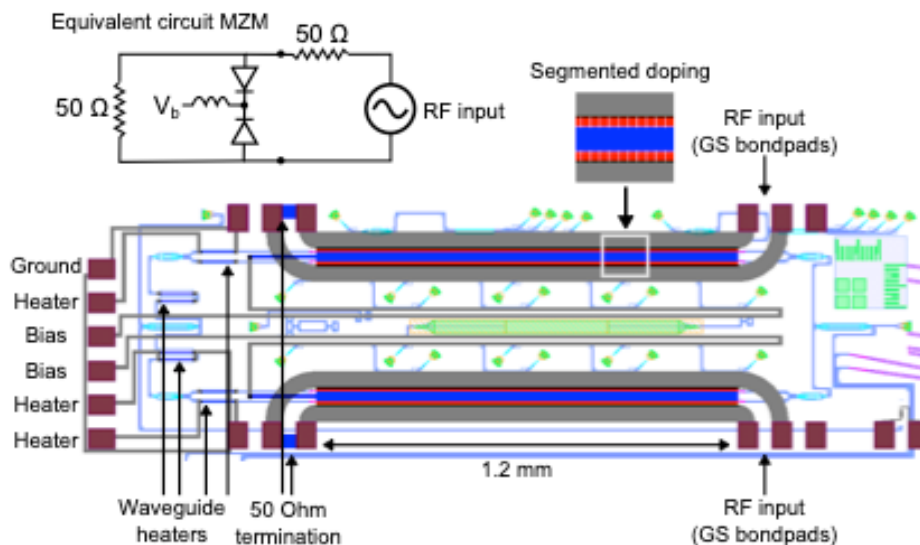 Equivalent circuit MZM
50 Ω
50 Ω
V_b
RF input
Segmented doping
RF input
(GS bondpads)
Ground
Heater
Bias
Bias
Heater
Heater
1.2 mm
Waveguide
heaters
50 Ohm
termination
RF input
(GS bondpads)